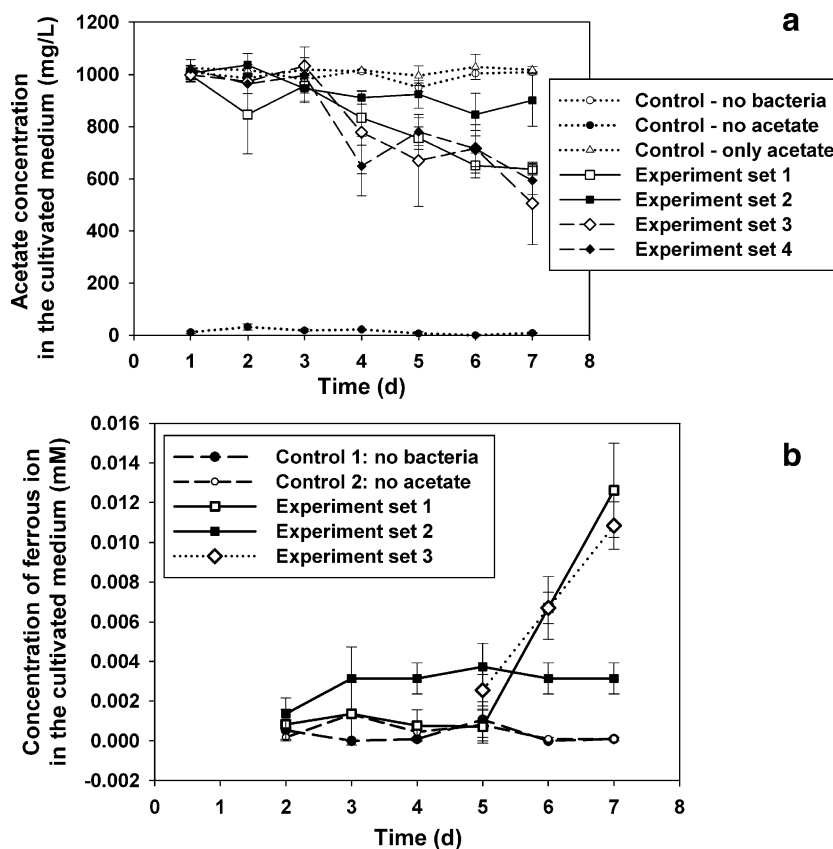 a
1200
1000
800
600
400
200
0
Acetate concentration
in the cultivated medium (mg/L)
0 1 2 3 4 5 6 7 8
Time (d)
Control - no bacteria
Control - no acetate
Control - only acetate
Experiment set 1
Experiment set 2
Experiment set 3
Experiment set 4
b
0.016
0.014
0.012
0.010
0.008
0.006
0.004
0.002
0.000
-0.002
Concentration of ferrous ion
in the cultivated medium (mM)
Control 1: no bacteria
Control 2: no acetate
Experiment set 1
Experiment set 2
Experiment set 3
0 1 2 3 4 5 6 7 8
Time (d)